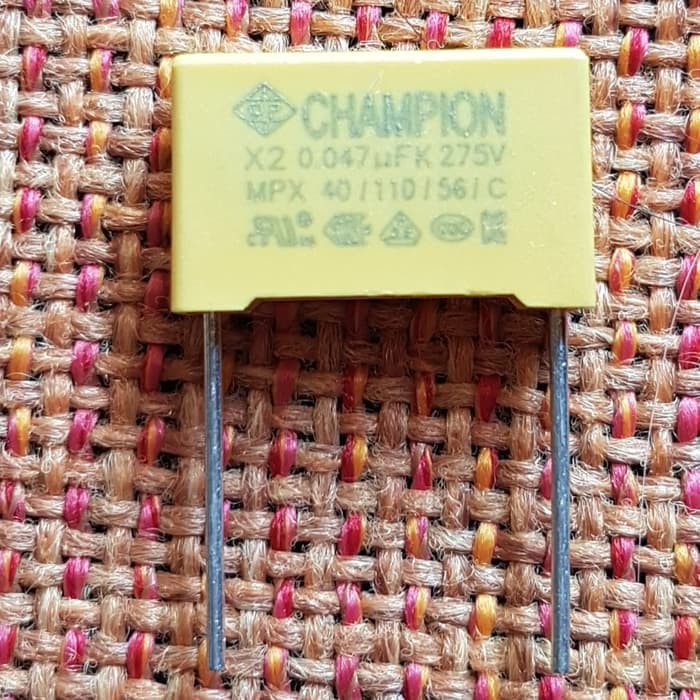 CHAMPION
X2 0.047µFK 275V
MPX 40/110/56/C